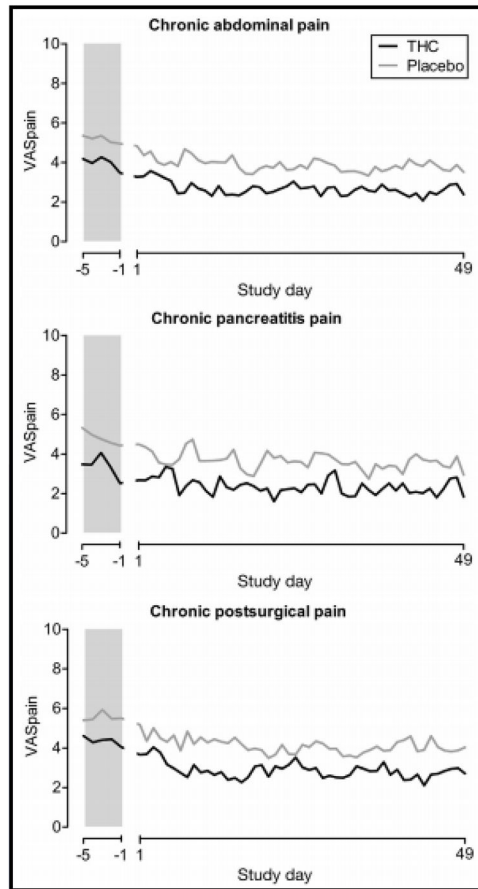 Chronic abdominal pain
THC
Placebo
10
8
6
4
2
0
VASpain
-5 -1 1 49
Study day
Chronic pancreatitis pain
10
8
6
4
2
0
VASpain
-5 -1 1 49
Study day
Chronic postsurgical pain
10
8
6
4
2
0
VASpain
-5 -1 1 49
Study day